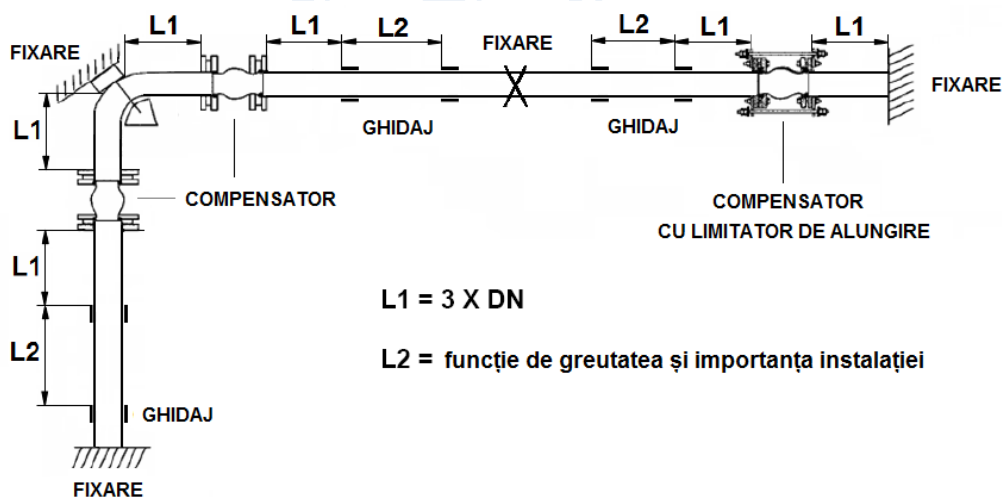 L1
L1
L2
FIXARE
L2
L1
L1
FIXARE
FIXARE
L1
GHIDAJ
GHIDAJ
COMPENSATOR
COMPENSATOR
CU LIMITATOR DE ALUNGIRE
L1
L1 = 3 X DN
L2
L2 = funcție de greutatea și importanța instalației
GHIDAJ
FIXARE